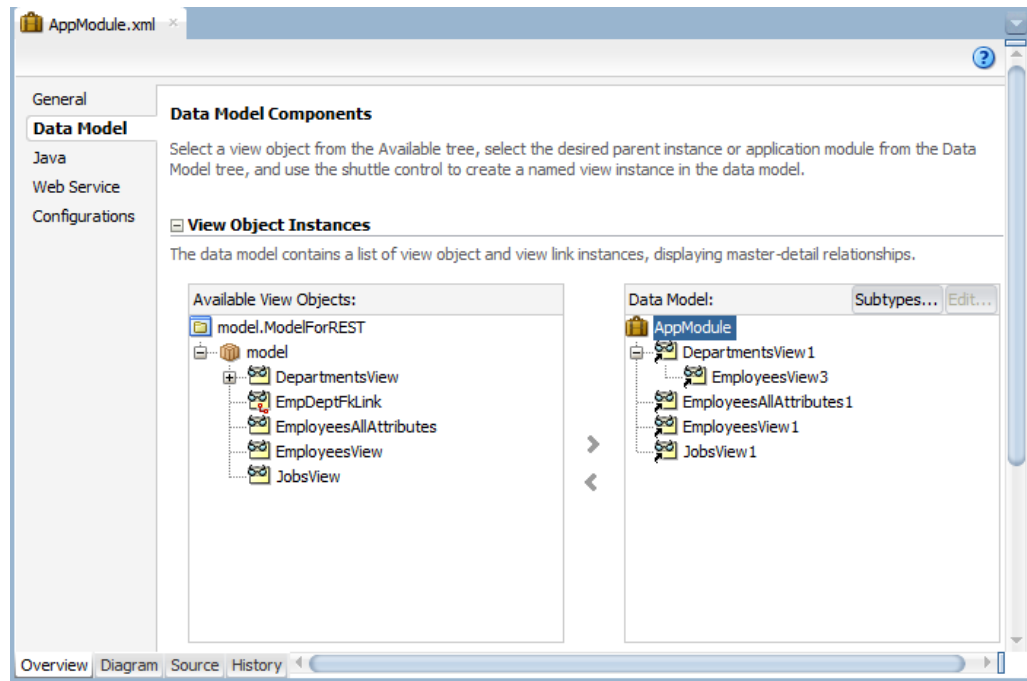 AppModule.xml
General
Data Model
Java
Web Service
Configurations
Data Model Components
Select a view object from the Available tree, select the desired parent instance or application module from the Data
Model tree, and use the shuttle control to create a named view instance in the data model.
View Object Instances
The data model contains a list of view object and view link instances, displaying master-detail relationships.
Available View Objects:
model.ModelForREST
model
DepartmentsView
EmpDeptFkLink
EmployeesAllAttributes
EmployeesView
JobsView
Data Model: Subtypes... Edit...
AppModule
DepartmentsView1
EmployeesView3
EmployeesAllAttributes1
EmployeesView1
JobsView1
Overview Diagram Source History